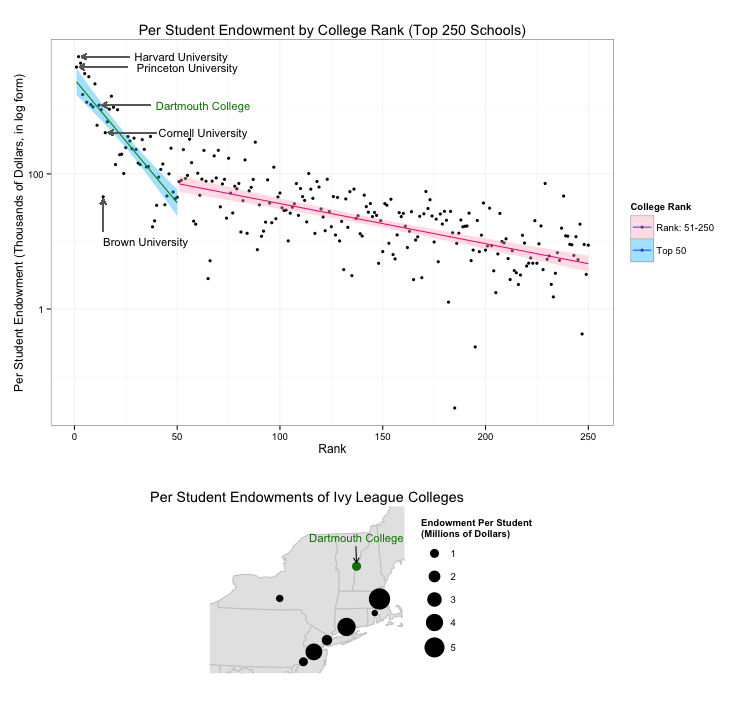 Per Student Endowment by College Rank (Top 250 Schools)
Per Student Endowment (Thousands of Dollars, in log form)
100
1
Harvard University
Princeton University
Dartmouth College
Cornell University
Brown University
0
50
100
150
200
250
Rank
College Rank
Rank: 51-250
Top 50
Per Student Endowments of Ivy League Colleges
Dartmouth College
Endowment Per Student
(Millions of Dollars)
1
2
3
4
5